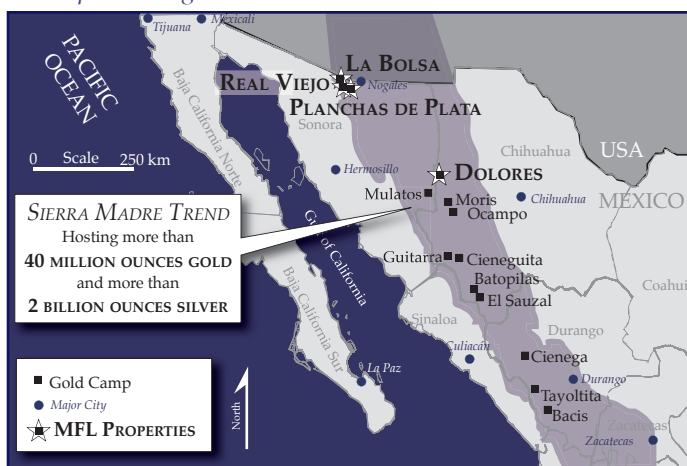 Tijuana
Mexicali
PACIFIC
OCEAN
Baja California Norte
LA BOLSA
REAL VIEJO
Nogáles
PLANCHAS DE PLATA
Sonora
USA
0 Scale 250 km
Hermosillo
DOLORES
Chihuahua
Mulatos
Moris
Ocampo
Chihuahua
MEXICO
SIERRA MADRE TREND
Hosting more than
40 MILLION OUNCES GOLD
and more than
2 BILLION OUNCES SILVER
Gulf of California
Guitarra
Cieneguita
Batopilas
El Sauzal
Coahui
Baja California Sur
Sinaloa
Durango
Culiacán
Cienega
La Paz
Durango
Tayoltita
Bacis
Zacatecas
Zacatecas
Gold Camp
Major City
MFL PROPERTIES
North